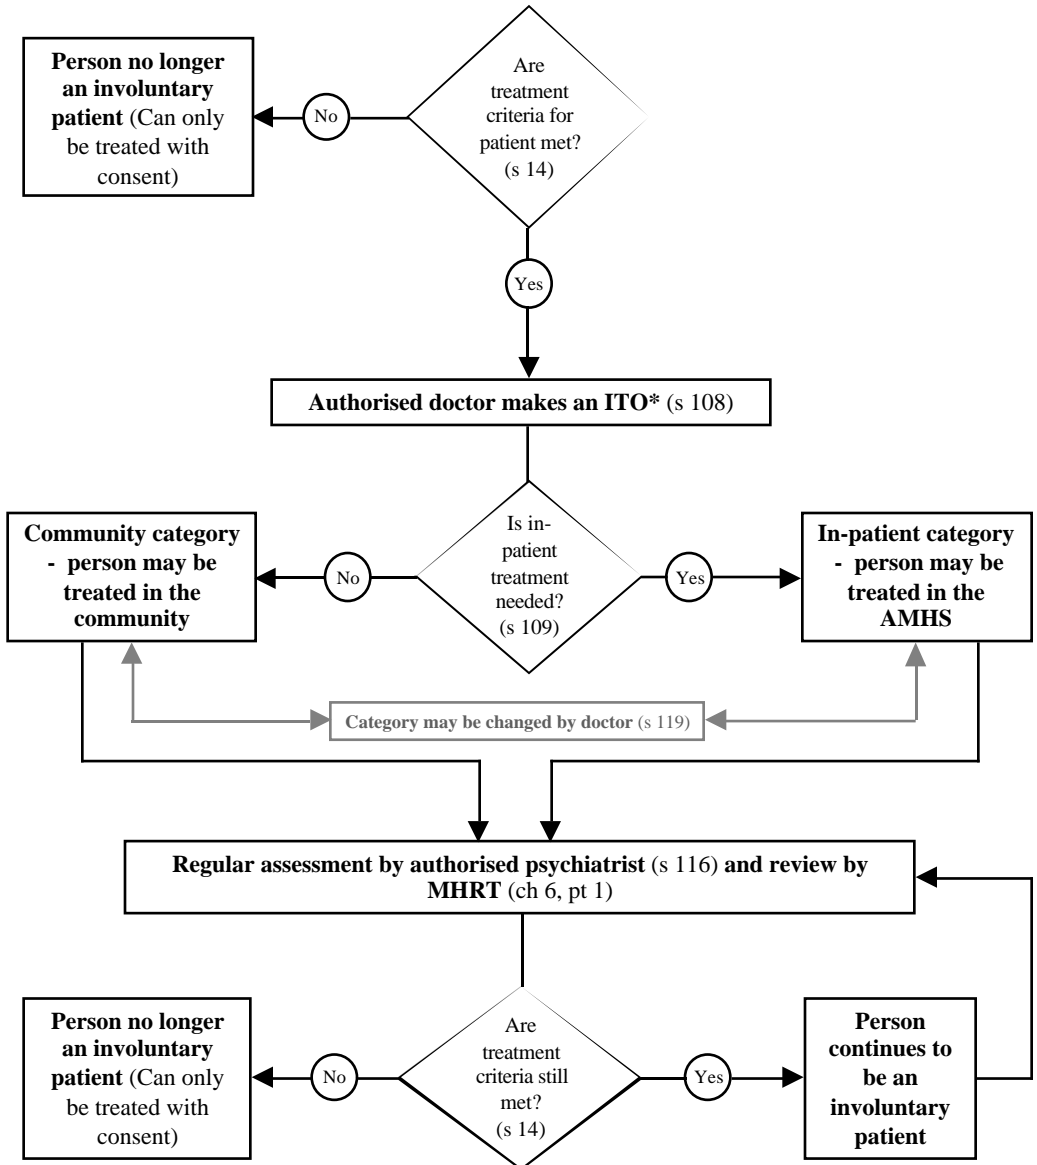 Person no longer
an involuntary
patient (Can only
be treated with
consent)
No
Are
treatment
criteria for
patient met?
(s 14)
Yes
Authorised doctor makes an ITO* (s 108)
Community category
- person may be
treated in the
community
No
Is in-
patient
treatment
needed?
(s 109)
Yes
In-patient category
- person may be
treated in the
AMHS
Category may be changed by doctor (s 119)
Regular assessment by authorised psychiatrist (s 116) and review by
MHRT (ch 6, pt 1)
Person no longer
an involuntary
patient (Can only
be treated with
consent)
No
Are
treatment
criteria still
met?
(s 14)
Yes
Person
continues to
be an
involuntary
patient